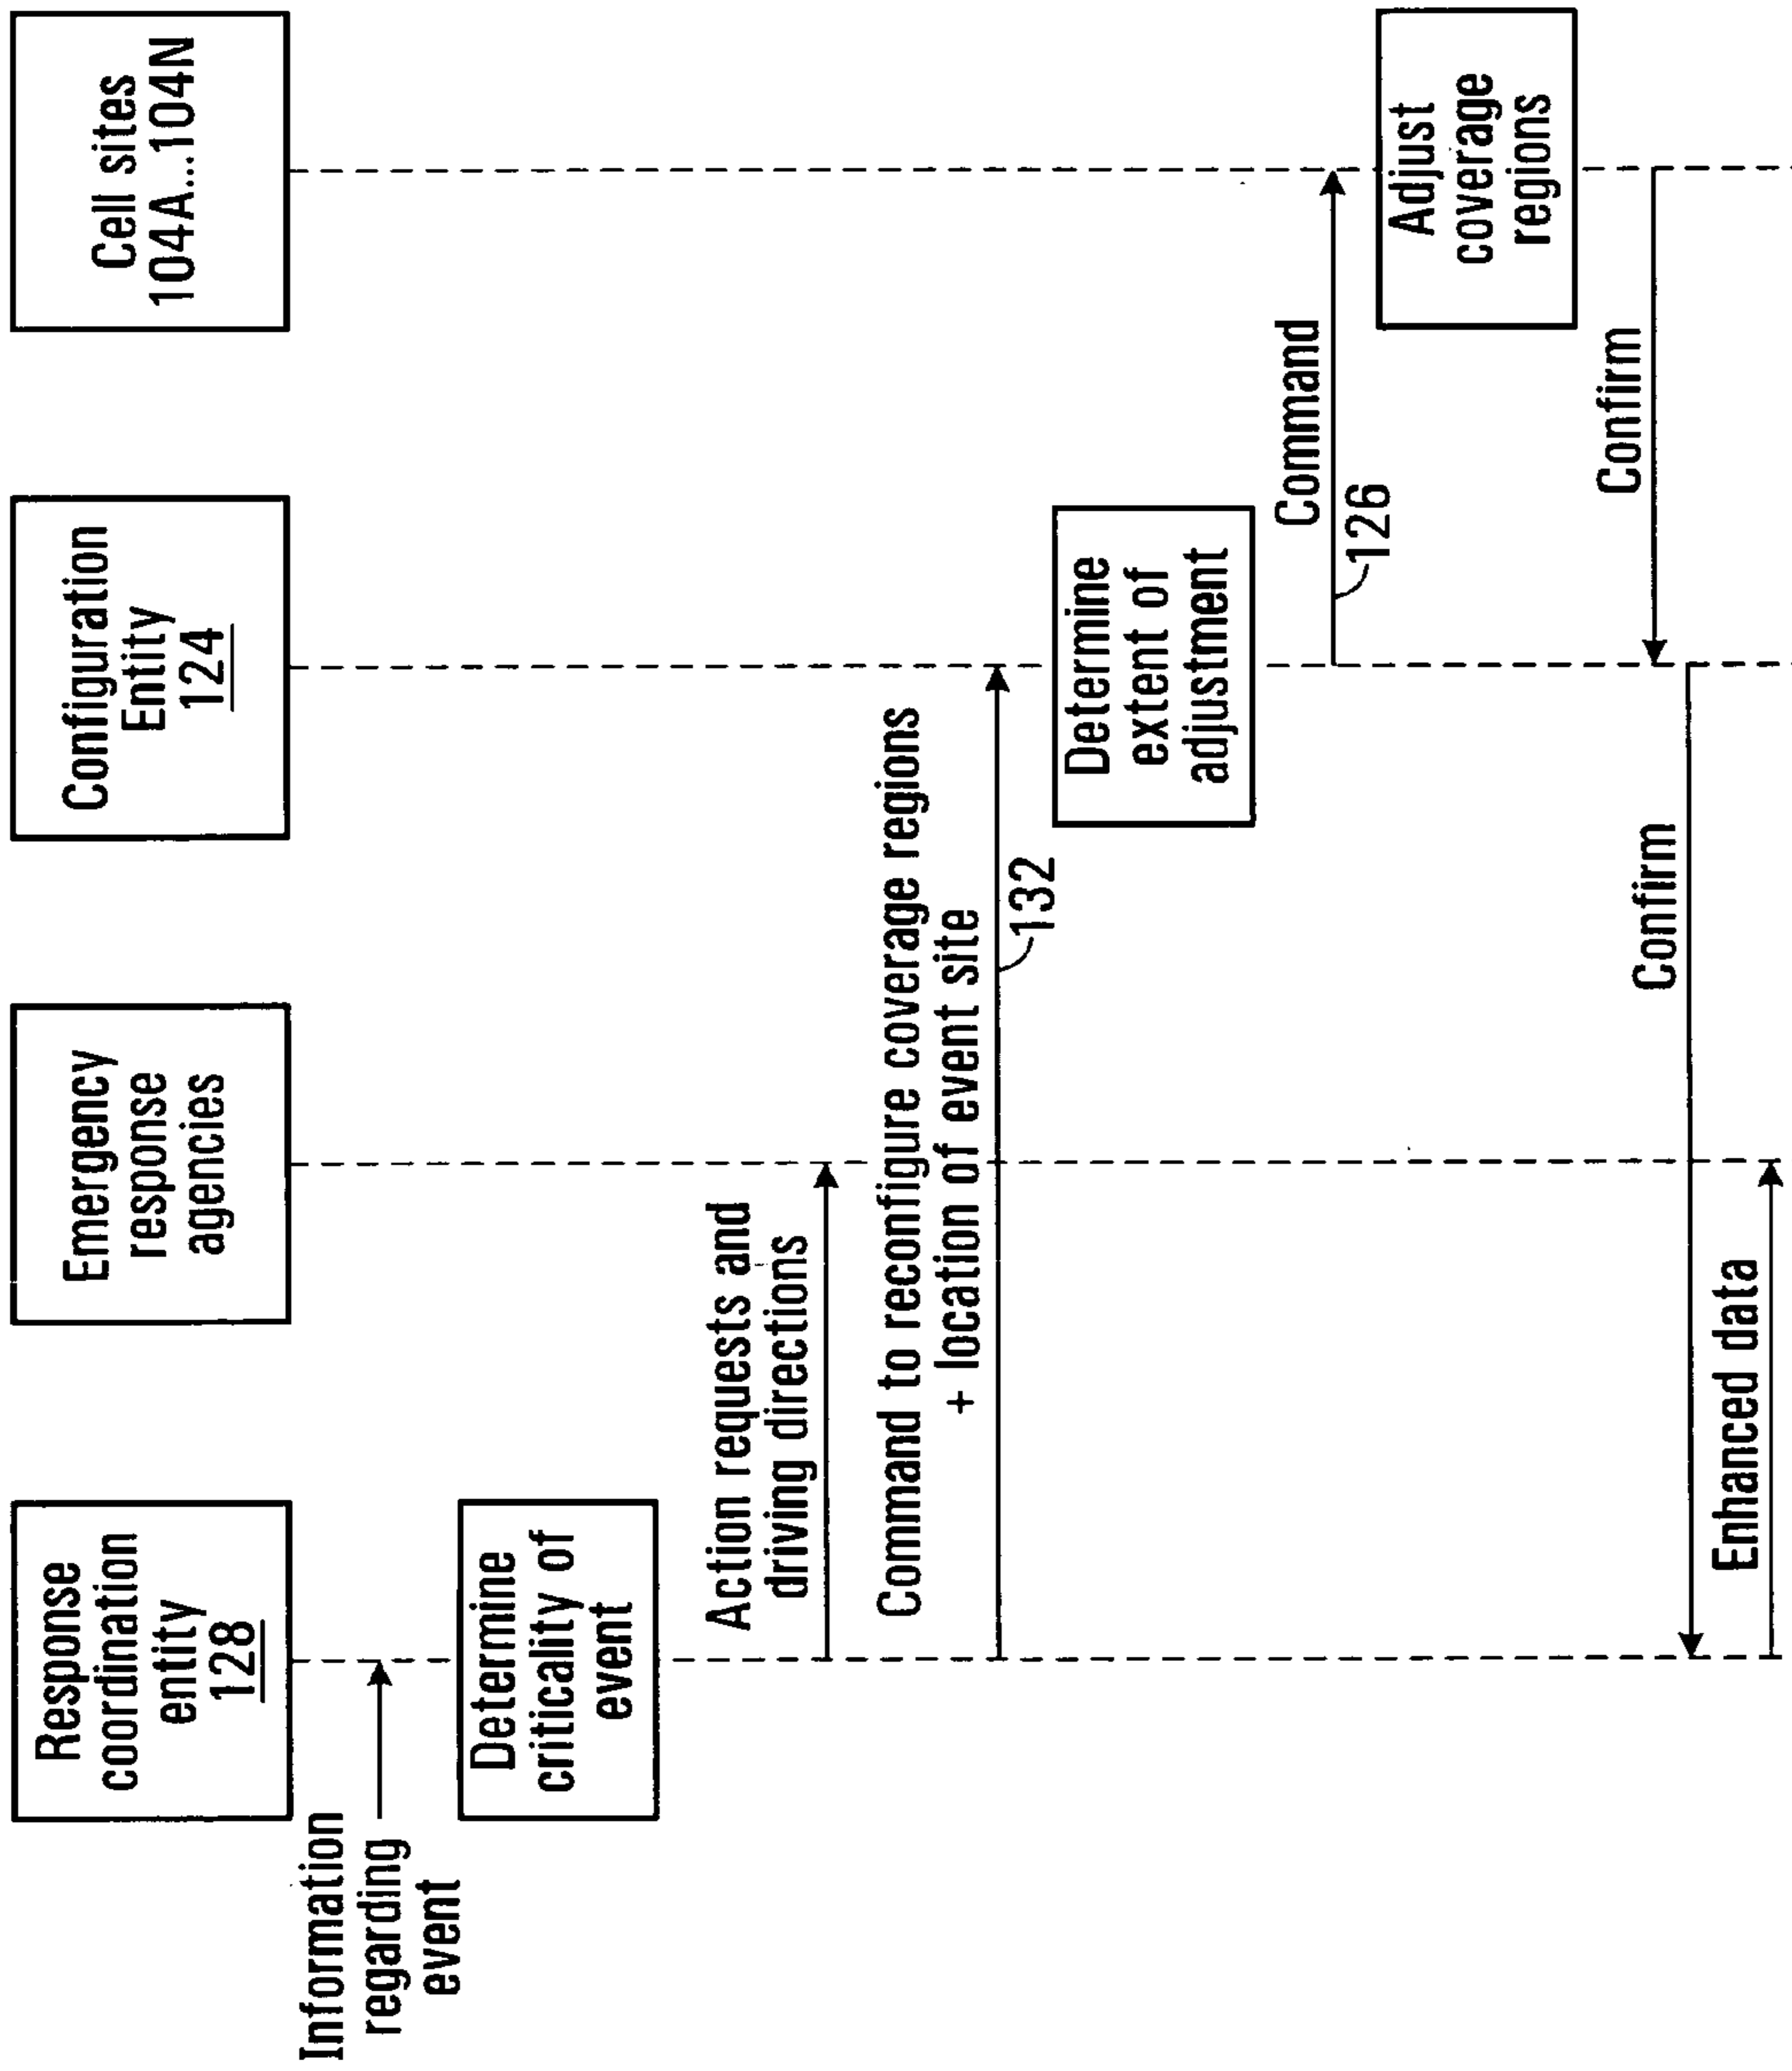 Response
coordination
entity
128
Emergency
response
agencies
Configuration
Entity
124
Cell sites
104A...104N
Information
regarding
event
Determine
criticality of
event
Action requests and
driving directions
Command to reconfigure coverage regions
+ location of event site
132
Determine
extent of
adjustment
Command
126
Adjust
coverage
regions
Confirm
Confirm
Enhanced data